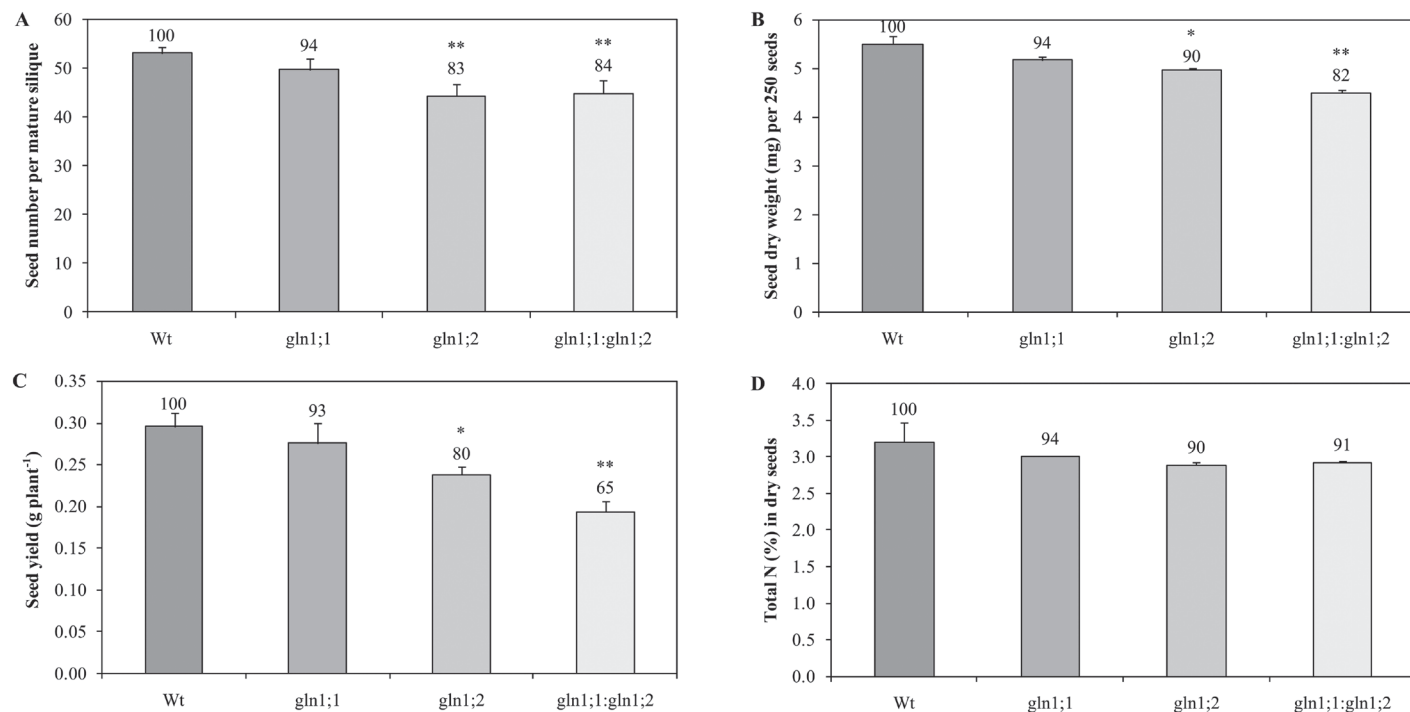 A
Seed number per mature silique
60
50
40
30
20
10
0
100
94
**
83
**
84
Wt
gln1;1
gln1;2
gln1;1:gln1;2
B
Seed dry weight (mg) per 250 seeds
6
5
4
3
2
1
0
100
94
*
90
**
82
Wt
gln1;1
gln1;2
gln1;1:gln1;2
C
Seed yield (g plant⁻¹)
0.35
0.30
0.25
0.20
0.15
0.10
0.05
0.00
100
93
*
80
**
65
Wt
gln1;1
gln1;2
gln1;1:gln1;2
D
Total N (%) in dry seeds
4.0
3.5
3.0
2.5
2.0
1.5
1.0
0.5
0.0
100
94
90
91
Wt
gln1;1
gln1;2
gln1;1:gln1;2